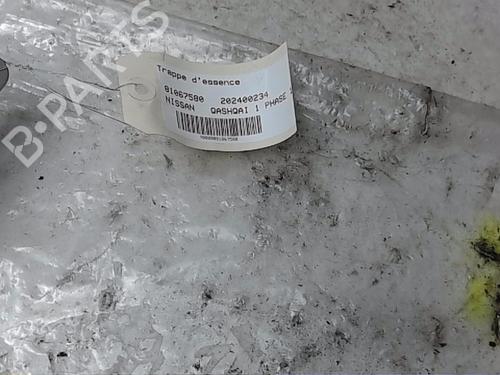 Trappe d'essence
81067580 202400234
NISSAN QASHQAI 1 PHASE
B-PARTS